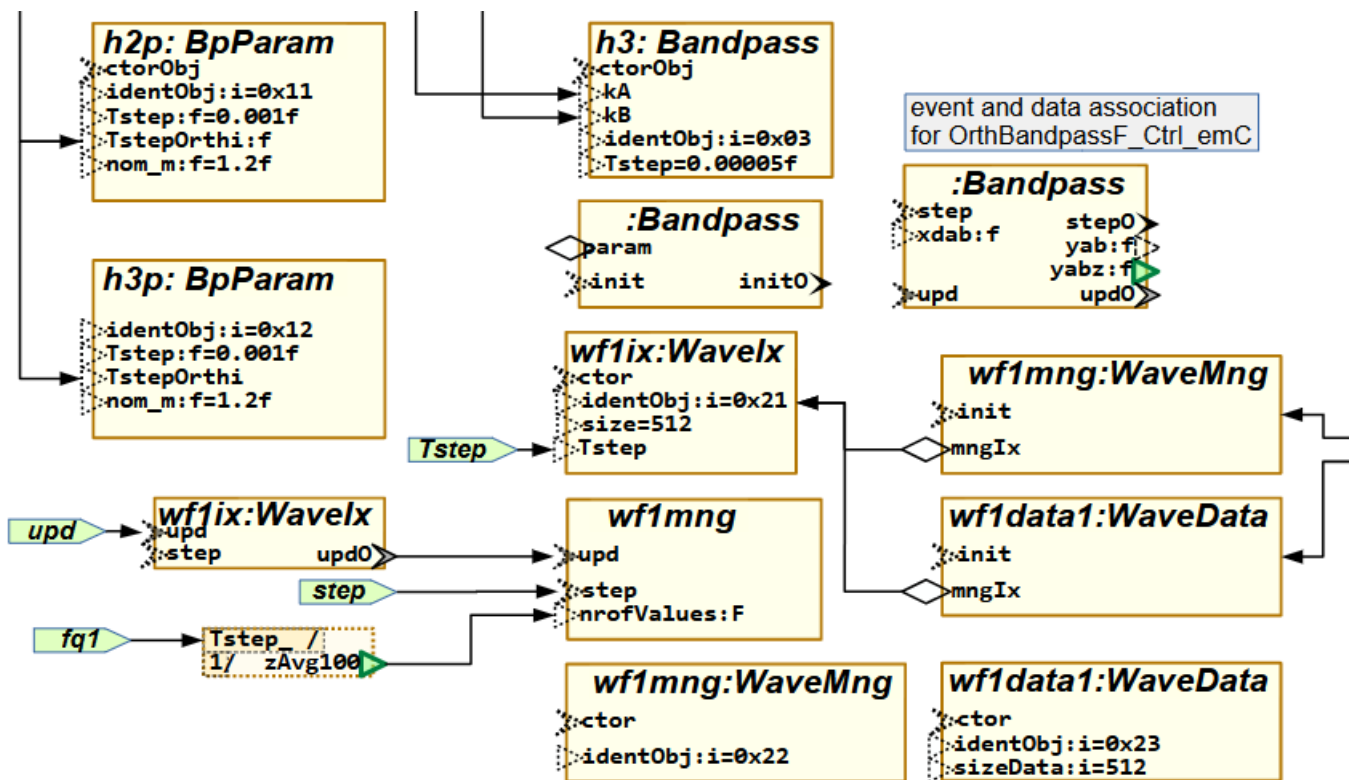 h2p: BpParam
ctorObj
identObj:i=0x11
Tstep:f=0.001f
TstepOrthi:f
nom_m:f=1.2f
h3: Bandpass
ctorObj
kA
kB
identObj:i=0x03
Tstep=0.00005f
event and data association
for OrthBandpassF_Ctrl_emC
:Bandpass
step
xdab:f
stepO
yab:f
yabz:f
upd
updO
:Bandpass
param
init
initO
h3p: BpParam
identObj:i=0x12
Tstep:f=0.001f
TstepOrthi
nom_m:f=1.2f
wf1ix:WaveIx
ctor
identObj:i=0x21
size=512
Tstep
Tstep
wf1mng:WaveMng
init
mngIx
upd
wf1ix:WaveIx
upd
step
updO
wf1mng
upd
step
nrofValues:F
step
fq1
Tstep_ /
1/ zAvg100
wf1data1:WaveData
init
mngIx
wf1mng:WaveMng
ctor
identObj:i=0x22
wf1data1:WaveData
ctor
identObj:i=0x23
sizeData:i=512